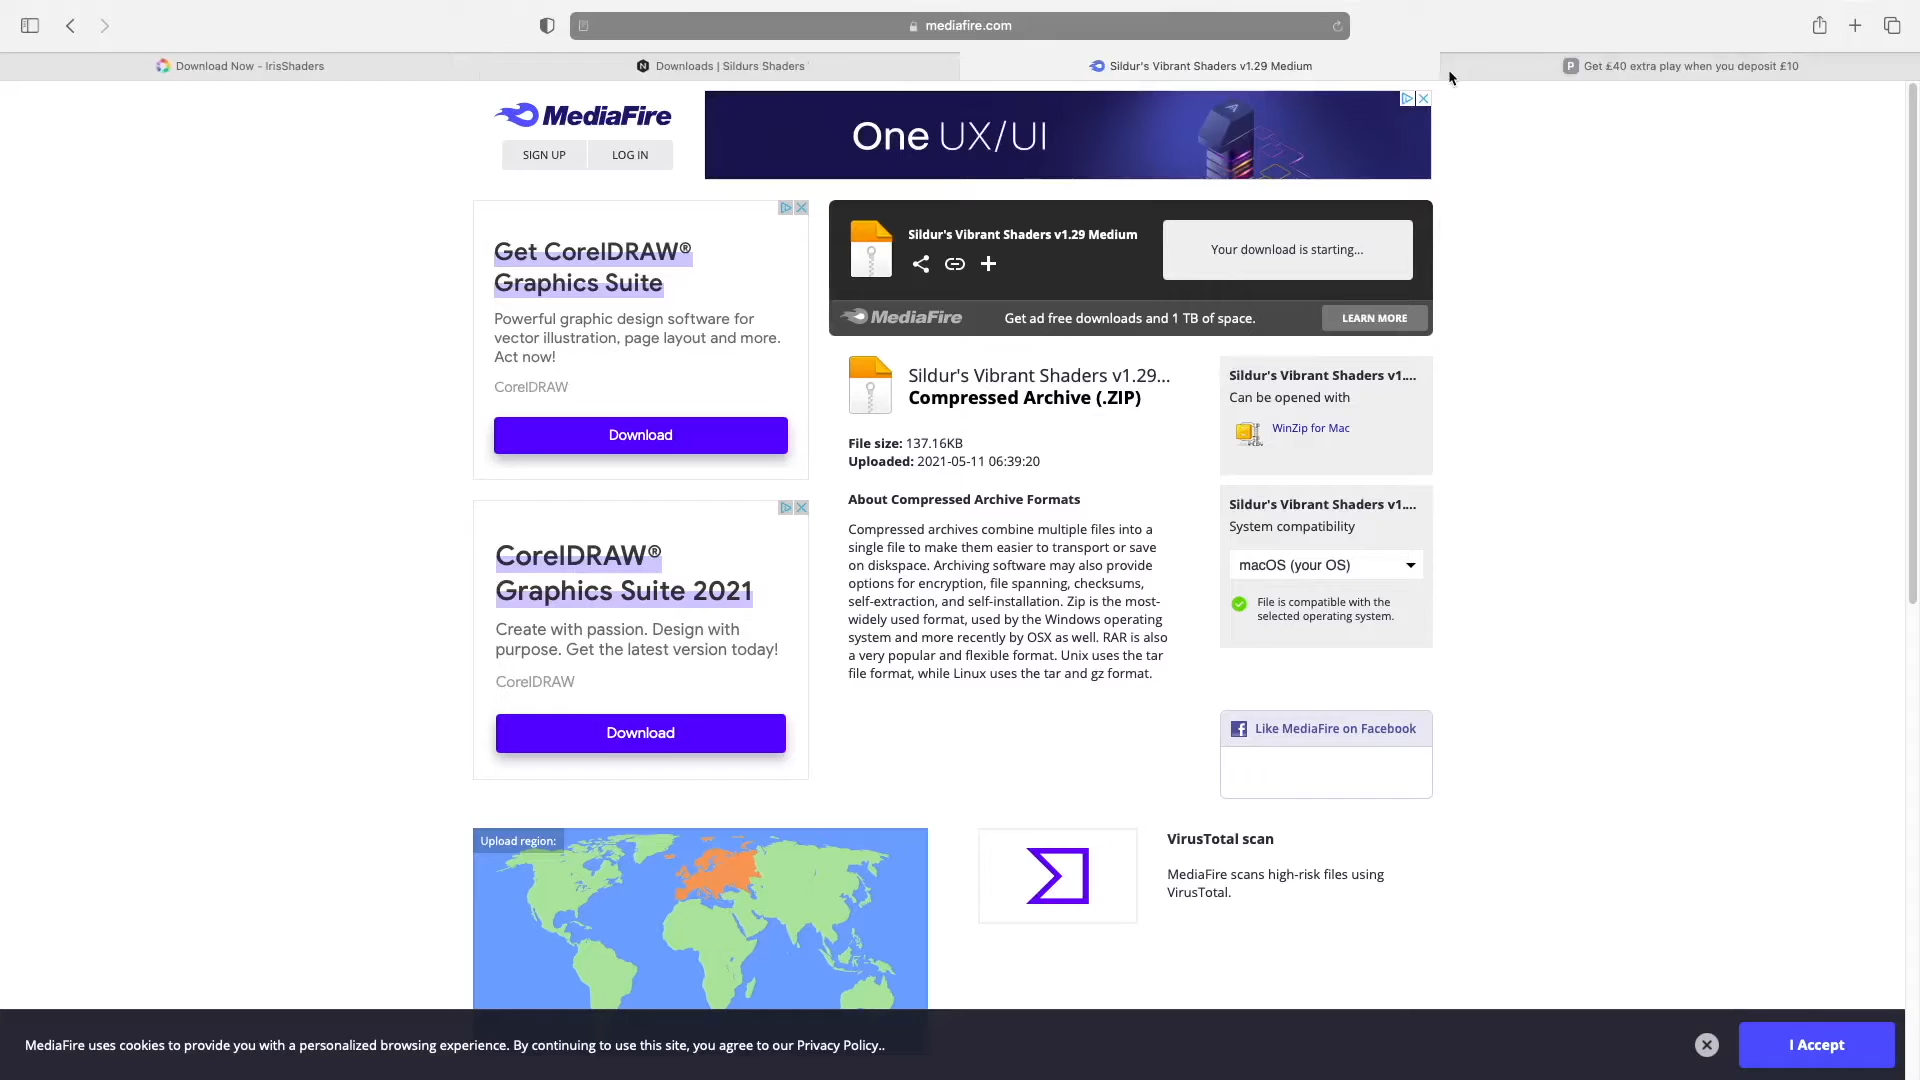 mediafire.com
Download Now - IrisShaders
Downloads | Sildurs Shaders
Sildur's Vibrant Shaders v1.29 Medium
P Get £40 extra play when you deposit £10
MediaFire
SIGN UP
LOG IN
One UX/UI
Get CorelDRAW®
Graphics Suite
Powerful graphic design software for
vector illustration, page layout and more.
Act now!
CorelDRAW
Download
Sildur's Vibrant Shaders v1.29 Medium
Your download is starting...
MediaFire
Get ad free downloads and 1 TB of space.
LEARN MORE
Sildur's Vibrant Shaders v1.29...
Compressed Archive (.ZIP)
File size: 137.16KB
Uploaded: 2021-05-11 06:39:20
About Compressed Archive Formats
Compressed archives combine multiple files into a
single file to make them easier to transport or save
on diskspace. Archiving software may also provide
options for encryption, file spanning, checksums,
self-extraction, and self-installation. Zip is the most-
widely used format, used by the Windows operating
system and more recently by OSX as well. RAR is also
a very popular and flexible format. Unix uses the tar
file format, while Linux uses the tar and gz format.
Sildur's Vibrant Shaders v1....
Can be opened with
WinZip for Mac
Sildur's Vibrant Shaders v1....
System compatibility
macOS (your OS)
File is compatible with the
selected operating system.
CorelDRAW®
Graphics Suite 2021
Create with passion. Design with
purpose. Get the latest version today!
CorelDRAW
Download
Like MediaFire on Facebook
Upload region:
VirusTotal scan
MediaFire scans high-risk files using
VirusTotal.
MediaFire uses cookies to provide you with a personalized browsing experience. By continuing to use this site, you agree to our Privacy Policy..
I Accept